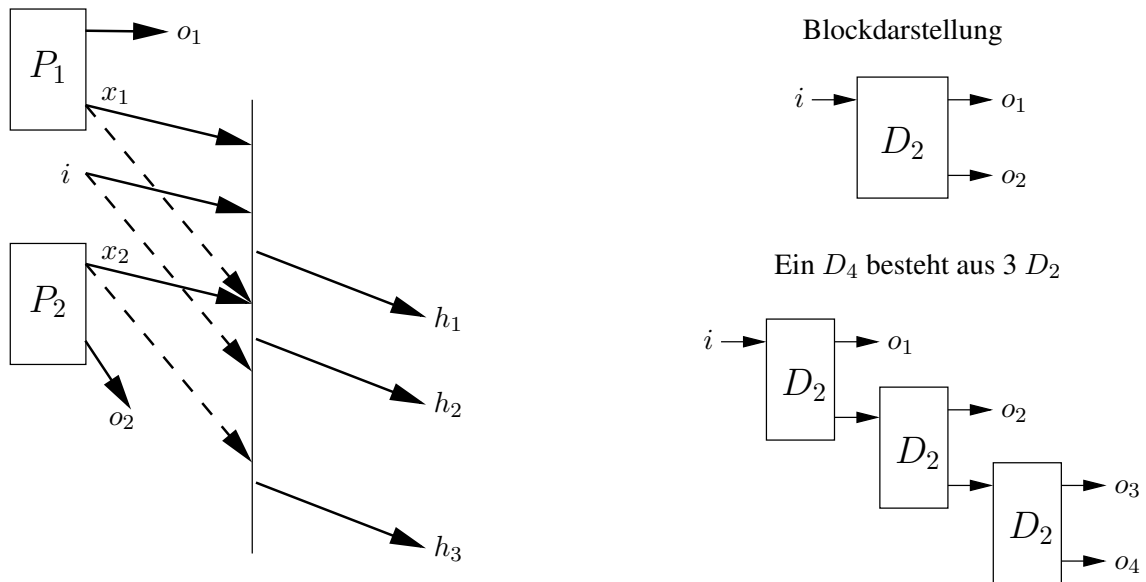 P₁
o₁
x₁
i
P₂
x₂
o₂
h₁
h₂
h₃
Blockdarstellung
i
D₂
o₁
o₂
Ein D₄ besteht aus 3 D₂
i
D₂
o₁
D₂
o₂
D₂
o₃
o₄